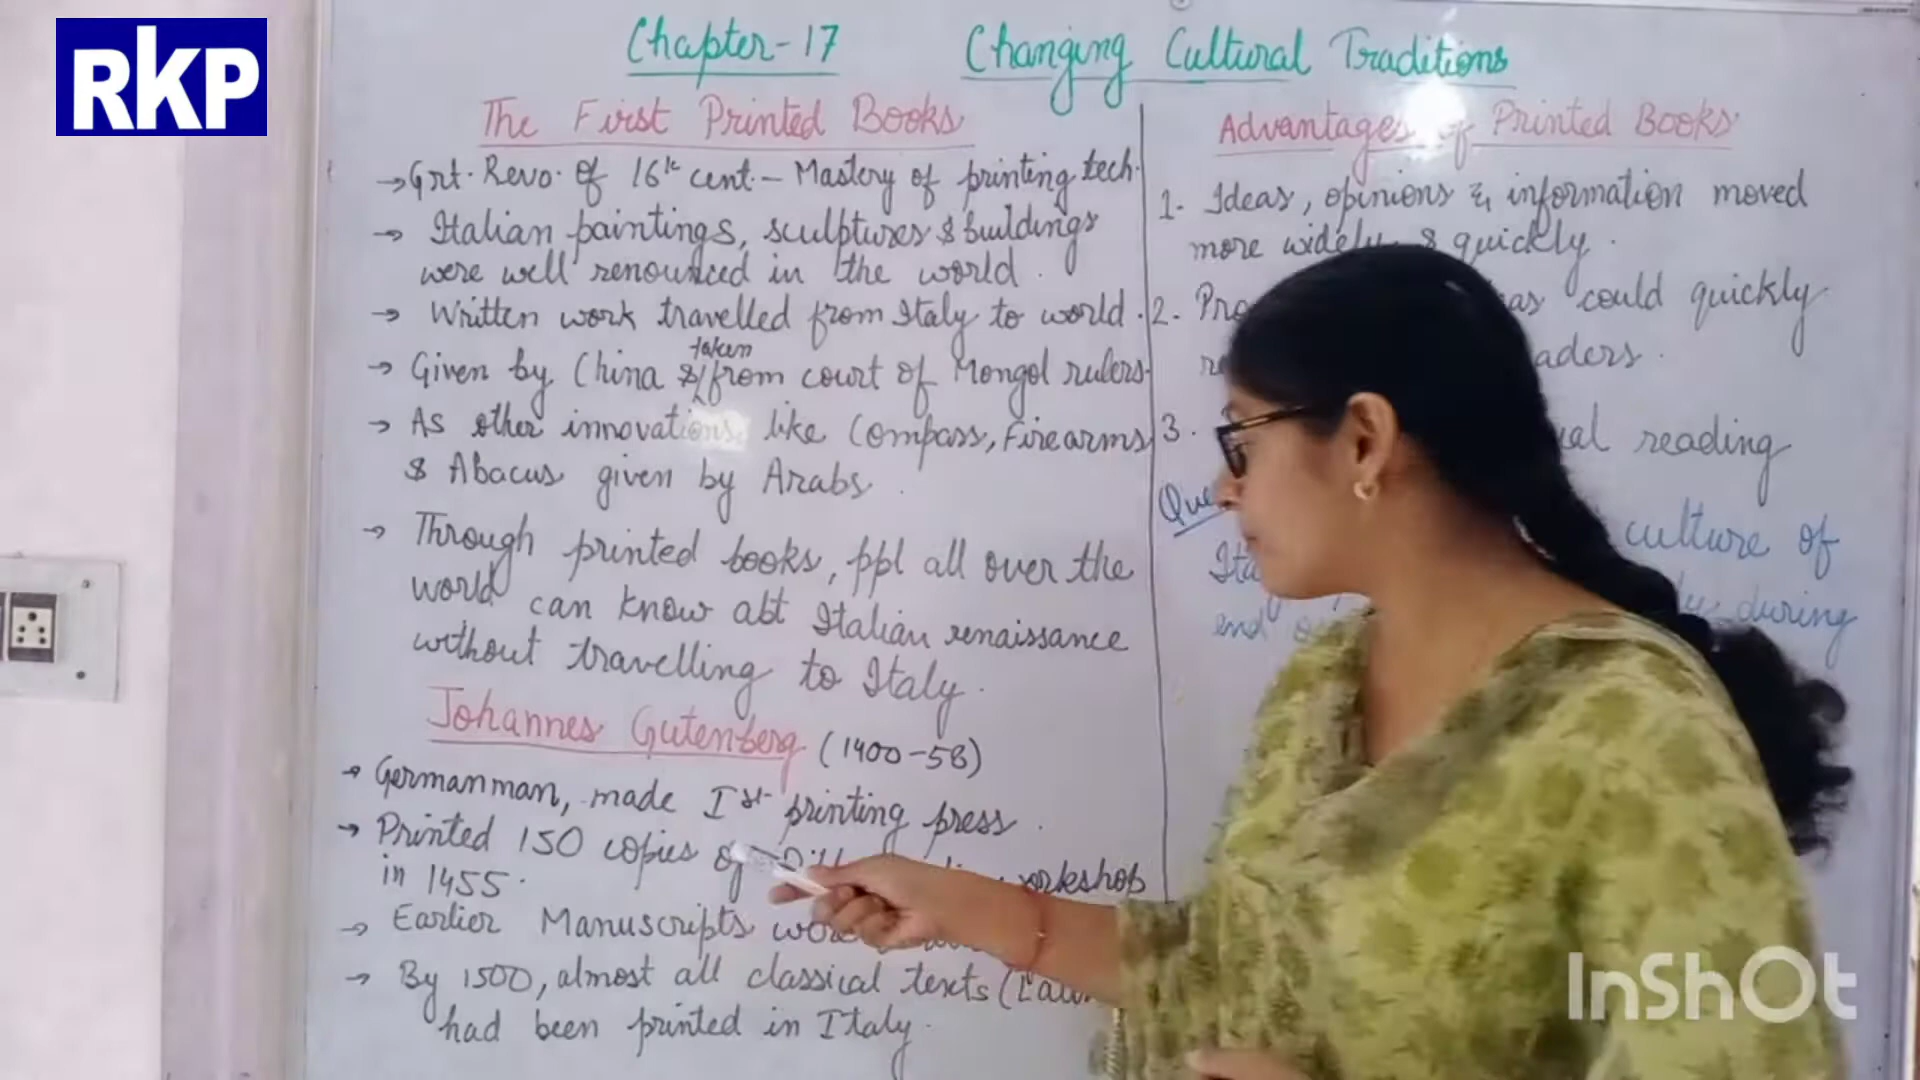 RKP
Chapter-17 Changing Cultural Traditions
The First Printed Books
→ Grt. Revo. of 16th cent. – Mastery of printing tech.
→ Italian paintings, sculptures & buildings
were well renounced in the world.
→ Written work travelled from Italy to world.
taken
→ Given by China & from court of Mongol rulers.
→ As other innovations like Compass, Firearms
& Abacus given by Arabs.
→ Through printed books, ppl all over the
world can know abt Italian renaissance
without travelling to Italy.
Johannes Gutenberg (1400-58)
→ German man, made Ist printing press.
→ Printed 150 copies of workshop
in 1455.
→ Earlier Manuscripts
→ By 1500, almost all classical texts
had been printed in Italy.
Advantages of Printed Books
1. Ideas, opinions & information moved
more widely & quickly.
2. could quickly
3. reading
culture of
during
end
InShOt